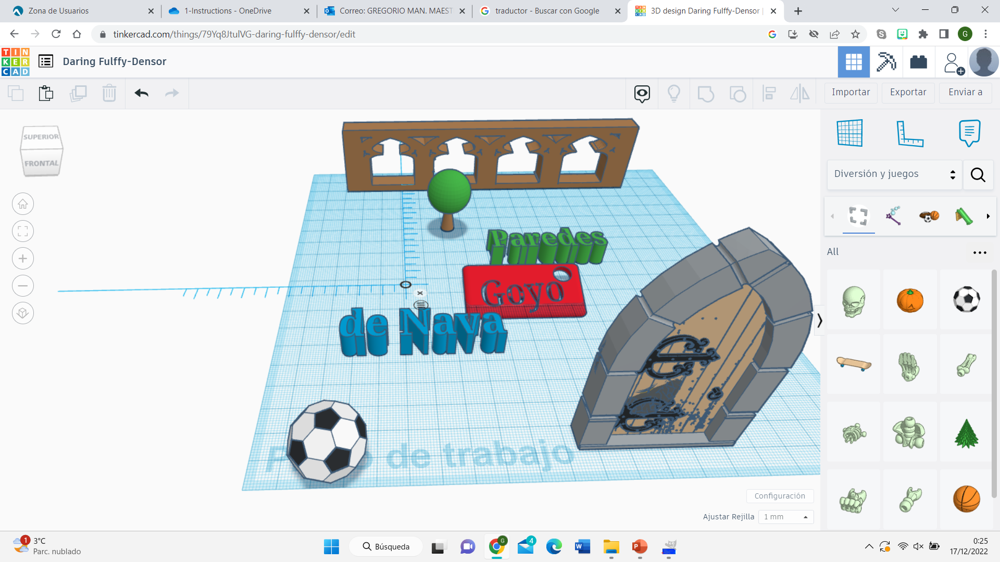 Zona de Usuarios
1-Instructions - OneDrive
Correo: GREGORIO MAN. MAEST
traductor - Buscar con Google
3D design Daring Fulffy-Densor |
tinkercad.com/things/79Yq8JtulVG-daring-fulffy-densor/edit
G
TIN
KER
CAD
Daring Fulffy-Densor
Importar
Exportar
Enviar a
SUPERIOR
FRONTAL
Diversión y juegos
All
Paredes
Goyo
de Nava
de trabajo
Configuración
Ajustar Rejilla
1 mm
1
3°C
Parc. nublado
Búsqueda
G
4
0:25
17/12/2022